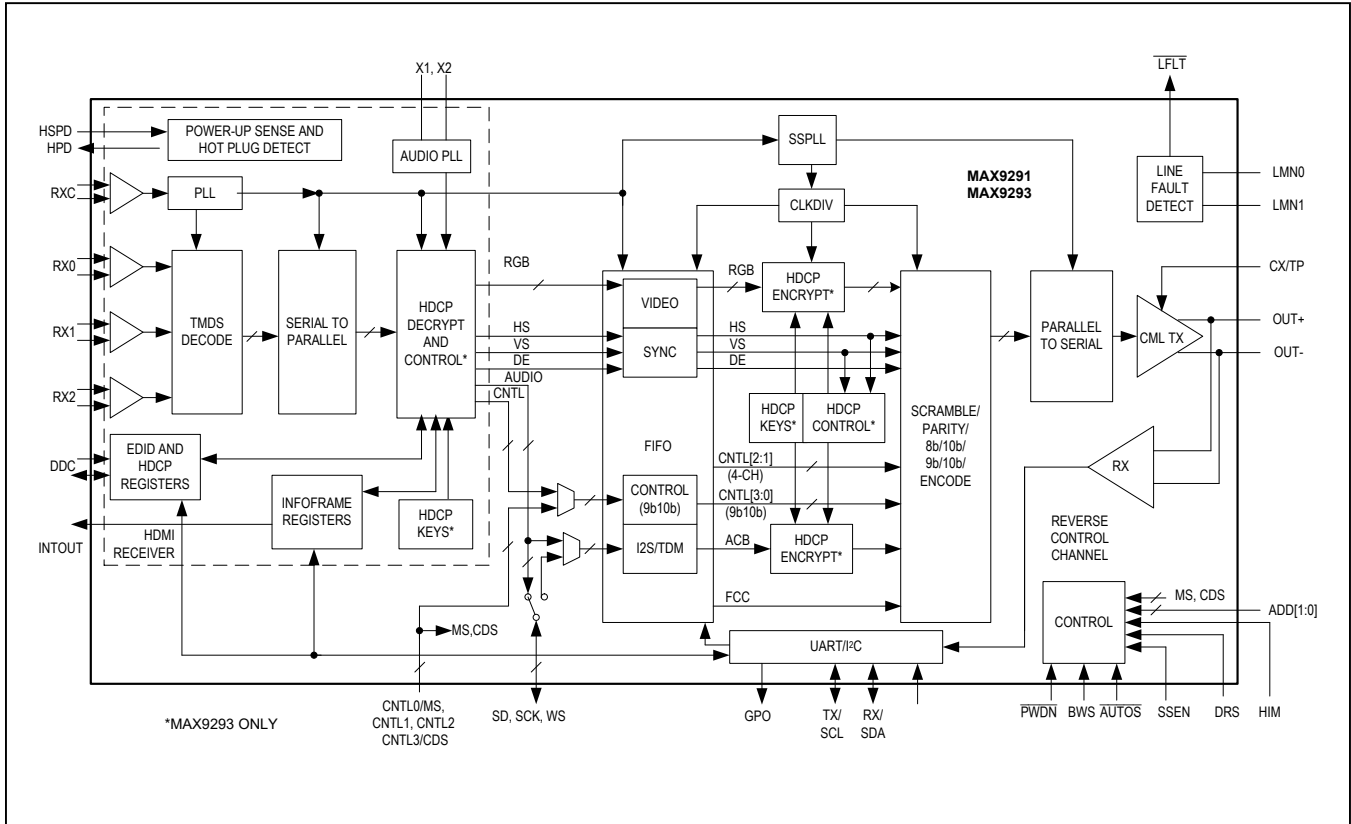 X1, X2
LFLT
HSPD
HPD
POWER-UP SENSE AND
HOT PLUG DETECT
AUDIO PLL
SSPLL
MAX9291
MAX9293
LINE
FAULT
DETECT
LMN0
LMN1
RXC
PLL
CLKDIV
RX0
RX1
RX2
TMDS
DECODE
SERIAL TO
PARALLEL
HDCP
DECRYPT
AND
CONTROL*
RGB
HS
VS
DE
AUDIO
CNTL
VIDEO
SYNC
FIFO
CONTROL
(9b10b)
I2S/TDM
RGB
HS
VS
DE
HDCP
ENCRYPT*
HDCP
KEYS*
HDCP
CONTROL*
CNTL[2:1]
(4-CH)
CNTL[3:0]
(9b10b)
ACB
HDCP
ENCRYPT*
FCC
SCRAMBLE/
PARITY/
8b/10b/
9b/10b/
ENCODE
PARALLEL
TO SERIAL
CML TX
CX/TP
OUT+
OUT-
RX
REVERSE
CONTROL
CHANNEL
DDC
EDID AND
HDCP
REGISTERS
INFOFRAME
REGISTERS
HDCP
KEYS*
INTOUT
HDMI
RECEIVER
MS,CDS
UART/I²C
CONTROL
MS, CDS
ADD[1:0]
*MAX9293 ONLY
CNTL0/MS,
CNTL1, CNTL2
CNTL3/CDS
SD, SCK, WS
GPO
TX/
SCL
RX/
SDA
PWDN
BWS
AUTOS
SSEN
DRS
HIM